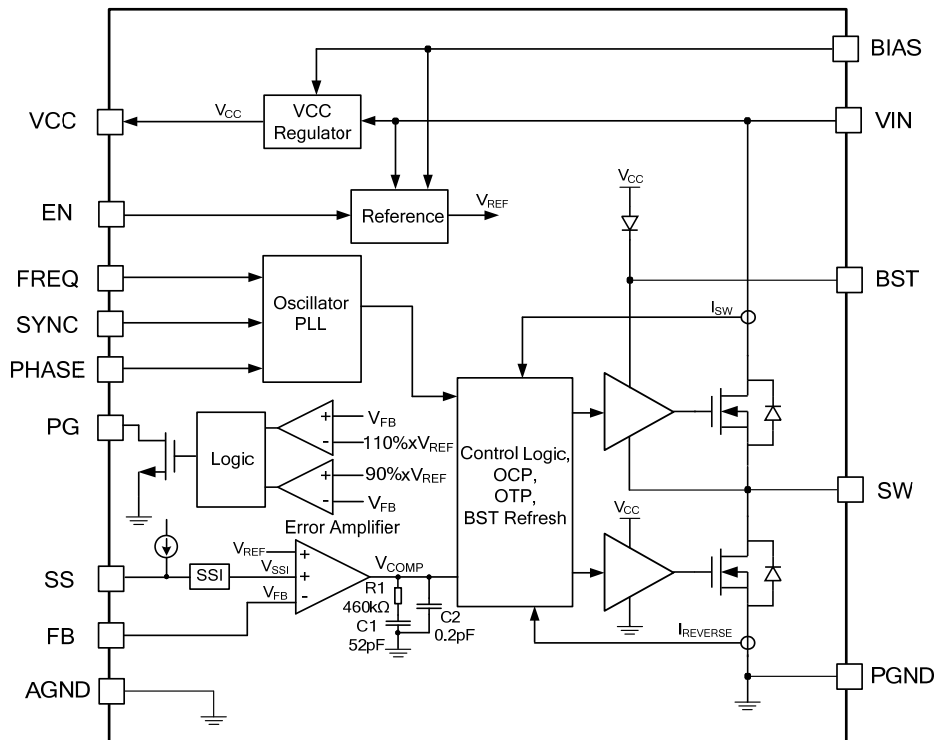 BIAS
VCC
VCC
VCC
Regulator
VIN
VCC
EN
Reference
VREF
FREQ
Oscillator
PLL
BST
SYNC
ISW
PHASE
PG
Logic
+
VFB
-
110%xVREF
+
90%xVREF
-
VFB
Control Logic,
OCP,
OTP,
BST Refresh
SW
Error Amplifier
VCC
SS
SSI
VREF
+
VSSI
+
VFB
-
VCOMP
R1
460kΩ
C1
52pF
C2
0.2pF
FB
IREVERSE
AGND
PGND